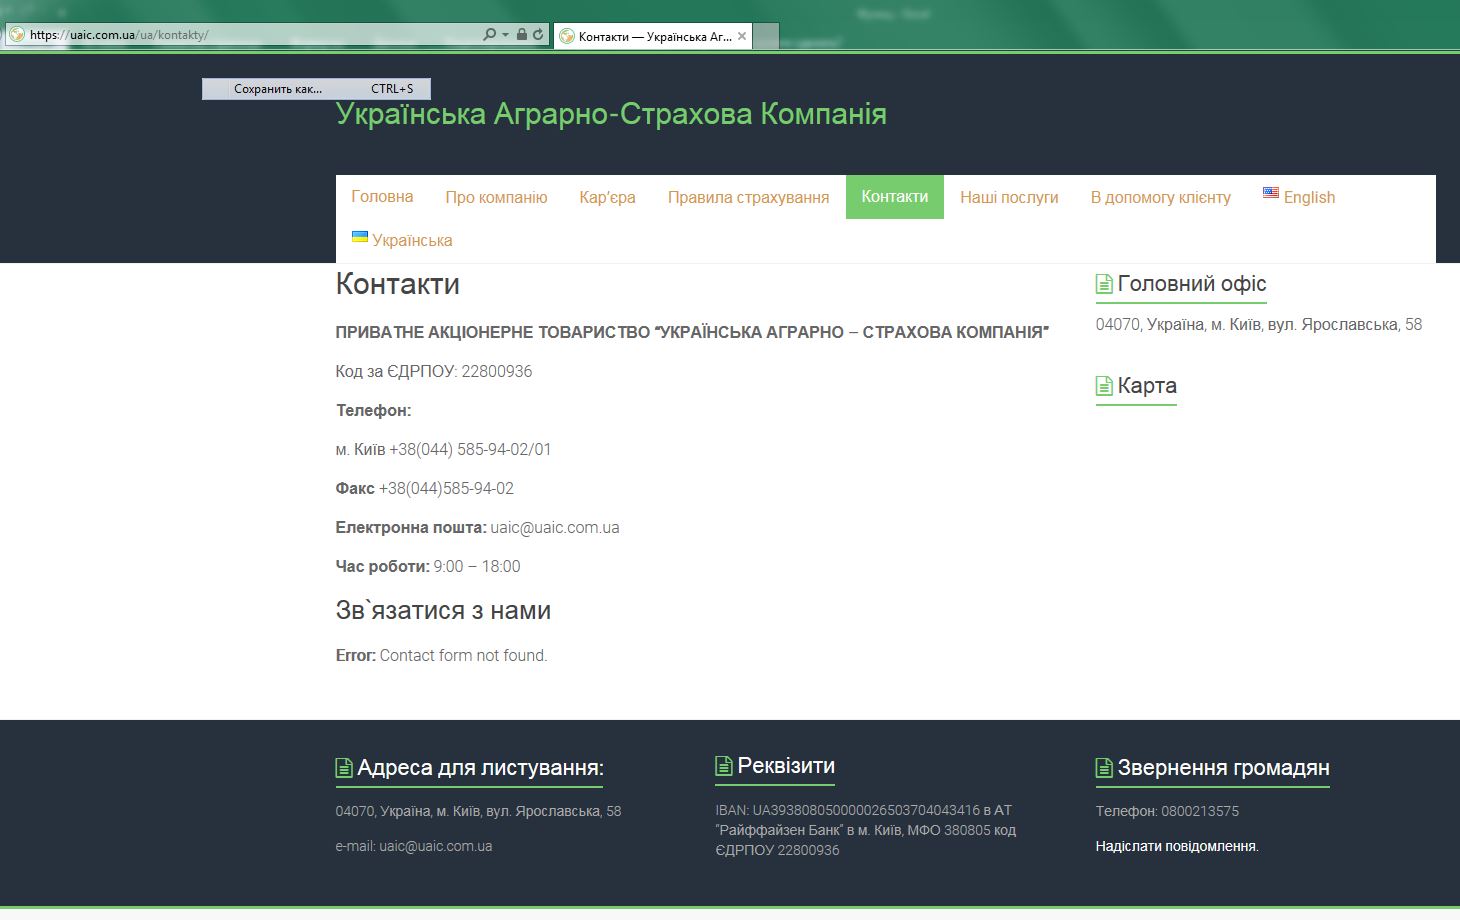 https://uaic.com.ua/ua/kontakty/
Контакти — Українська Аг...
Сохранить как... CTRL+S
Українська Аграрно-Страхова Компанія
Головна Про компанію Кар'єра Правила страхування Контакти Наші послуги В допомогу клієнту English
Українська
Контакти
ПРИВАТНЕ АКЦІОНЕРНЕ ТОВАРИСТВО “УКРАЇНСЬКА АГРАРНО – СТРАХОВА КОМПАНІЯ”
Код за ЄДРПОУ: 22800936
Телефон:
м. Київ +38(044) 585-94-02/01
Факс +38(044)585-94-02
Електронна пошта: uaic@uaic.com.ua
Час роботи: 9:00 – 18:00
Зв`язатися з нами
Error: Contact form not found.
Головний офіс
04070, Україна, м. Київ, вул. Ярославська, 58
Карта
Адреса для листування:
04070, Україна, м. Київ, вул. Ярославська, 58
e-mail: uaic@uaic.com.ua
Реквізити
IBAN: UA393808050000026503704043416 в АТ
“Райффайзен Банк” в м. Київ, МФО 380805 код
ЄДРПОУ 22800936
Звернення громадян
Телефон: 0800213575
Надіслати повідомлення.